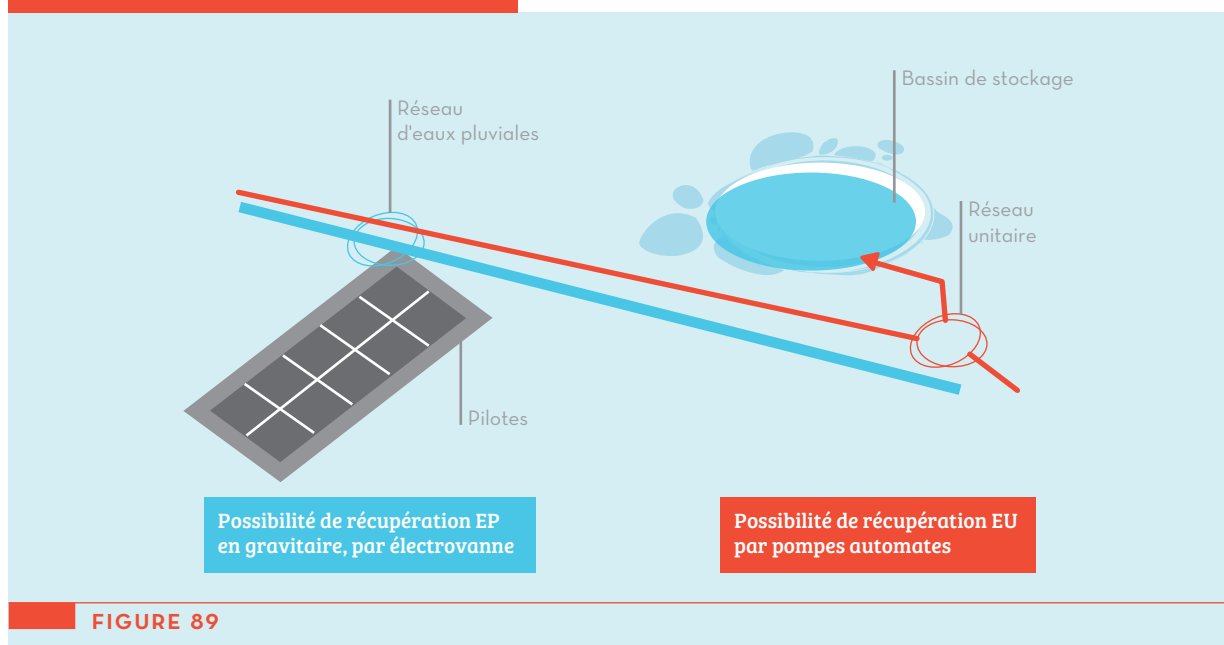 Bassin de stockage
Réseau
d'eaux pluviales
Réseau
unitaire
Pilotes
Possibilité de récupération EP
en gravitaire, par électrovanne
Possibilité de récupération EU
par pompes automates
FIGURE 89